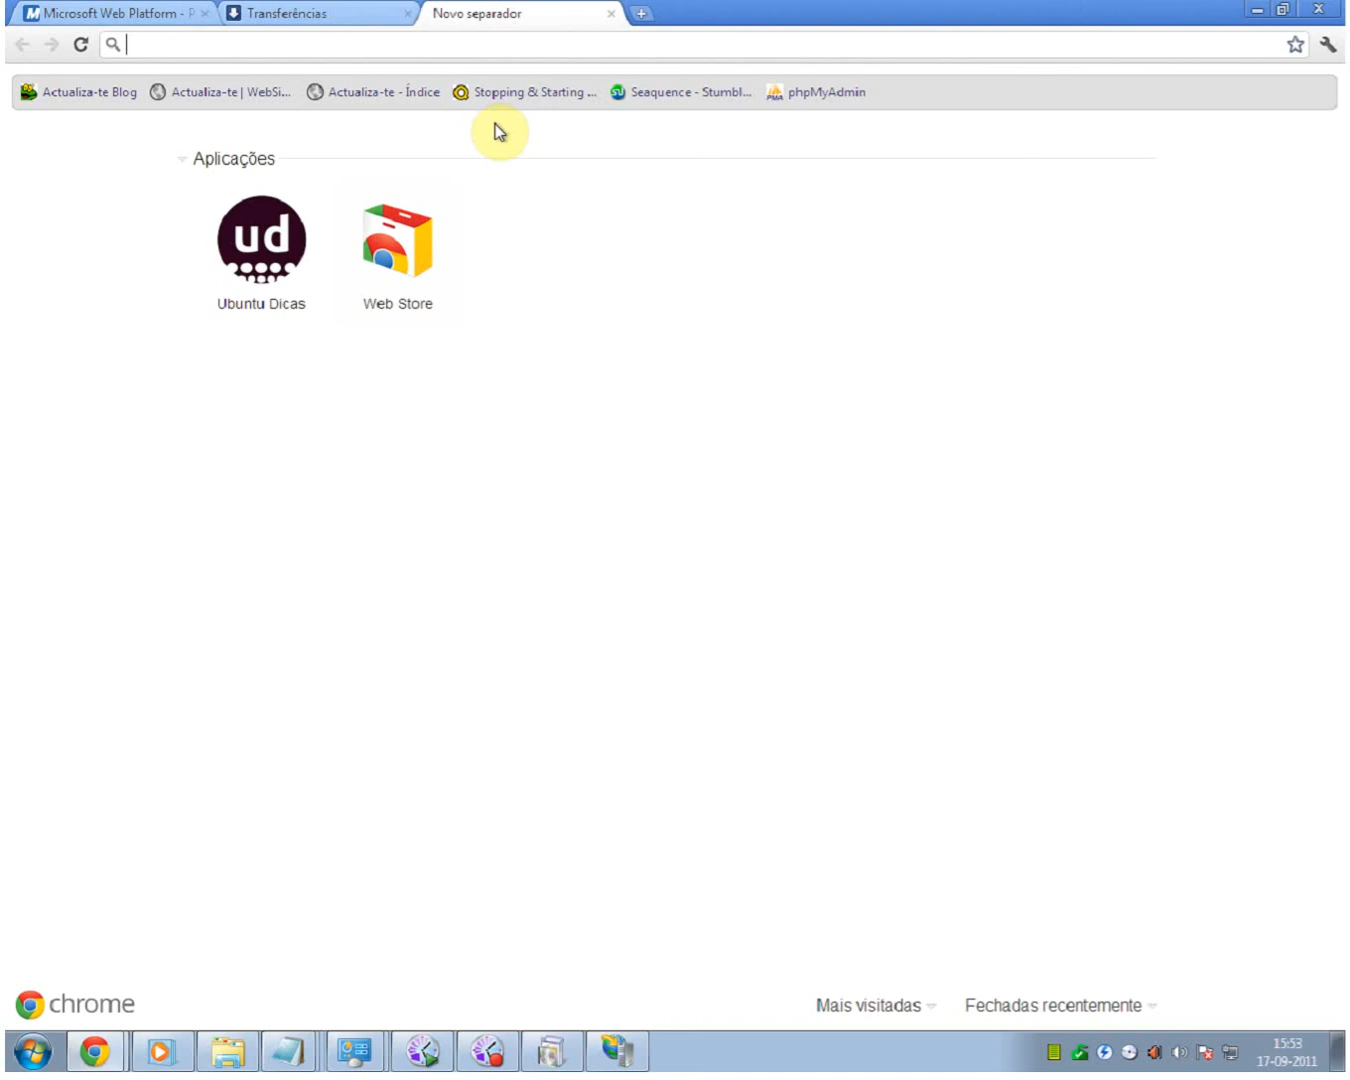 Microsoft Web Platform - P
Transferências
Novo separador
Actualiza-te Blog
Actualiza-te | WebSi...
Actualiza-te - Índice
Stopping & Starting ...
Seaquence - Stumbl...
PMA
phpMyAdmin
Aplicações
ud
Ubuntu Dicas
Web Store
chrome
Mais visitadas
Fechadas recentemente
15:53
17-09-2011